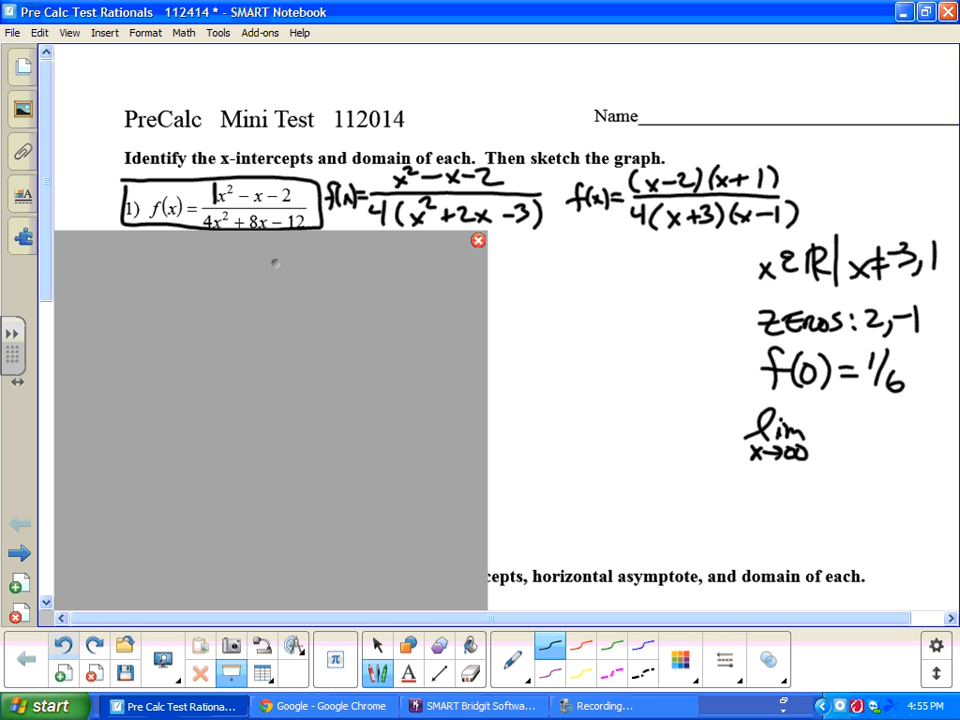 Pre Calc Test Rationals 112414 * - SMART Notebook
File Edit View Insert Format Math Tools Add-ons Help
PreCalc Mini Test 112014 Name
Identify the x-intercepts and domain of each. Then sketch the graph.
1) f(x) = (x² − x − 2)/(4x² + 8x − 12) f(x) = (x² − x − 2)/(4(x² + 2x − 3)) f(x) = ((x−2)(x+1))/(4(x+3)(x−1))
x ∈ ℝ | x ≠ −3, 1
ZEROS: 2, −1
f(0) = 1/6
lim
x→∞
cepts, horizontal asymptote, and domain of each.
start Pre Calc Test Rationa... Google - Google Chrome SMART Bridgit Softwa... Recording... 4:55 PM